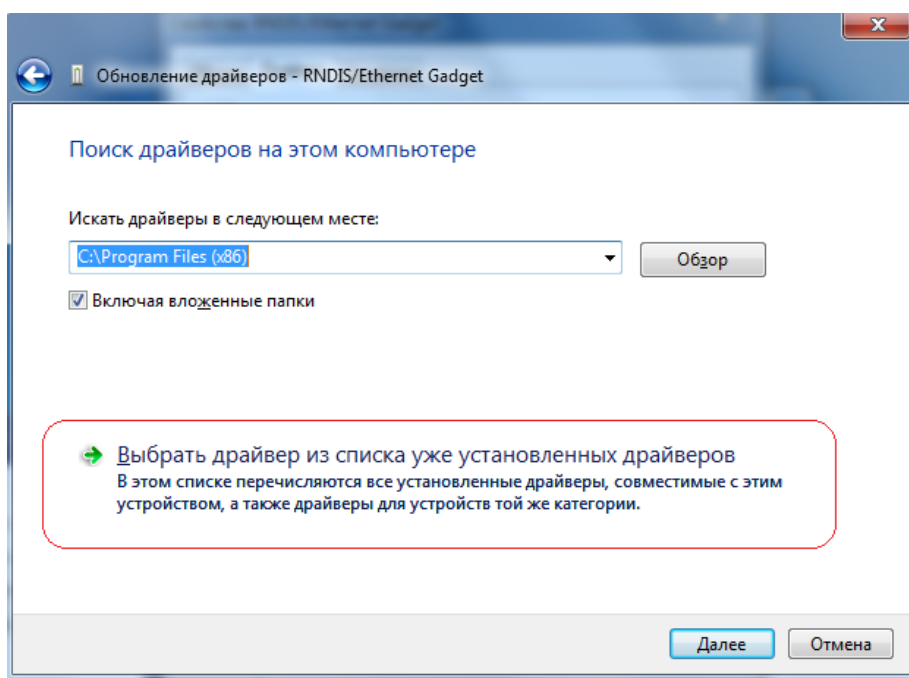 Обновление драйверов - RNDIS/Ethernet Gadget
Поиск драйверов на этом компьютере
Искать драйверы в следующем месте:
C:\Program Files (x86)
Обзор
Включая вложенные папки
Выбрать драйвер из списка уже установленных драйверов
В этом списке перечисляются все установленные драйверы, совместимые с этим
устройством, а также драйверы для устройств той же категории.
Далее
Отмена